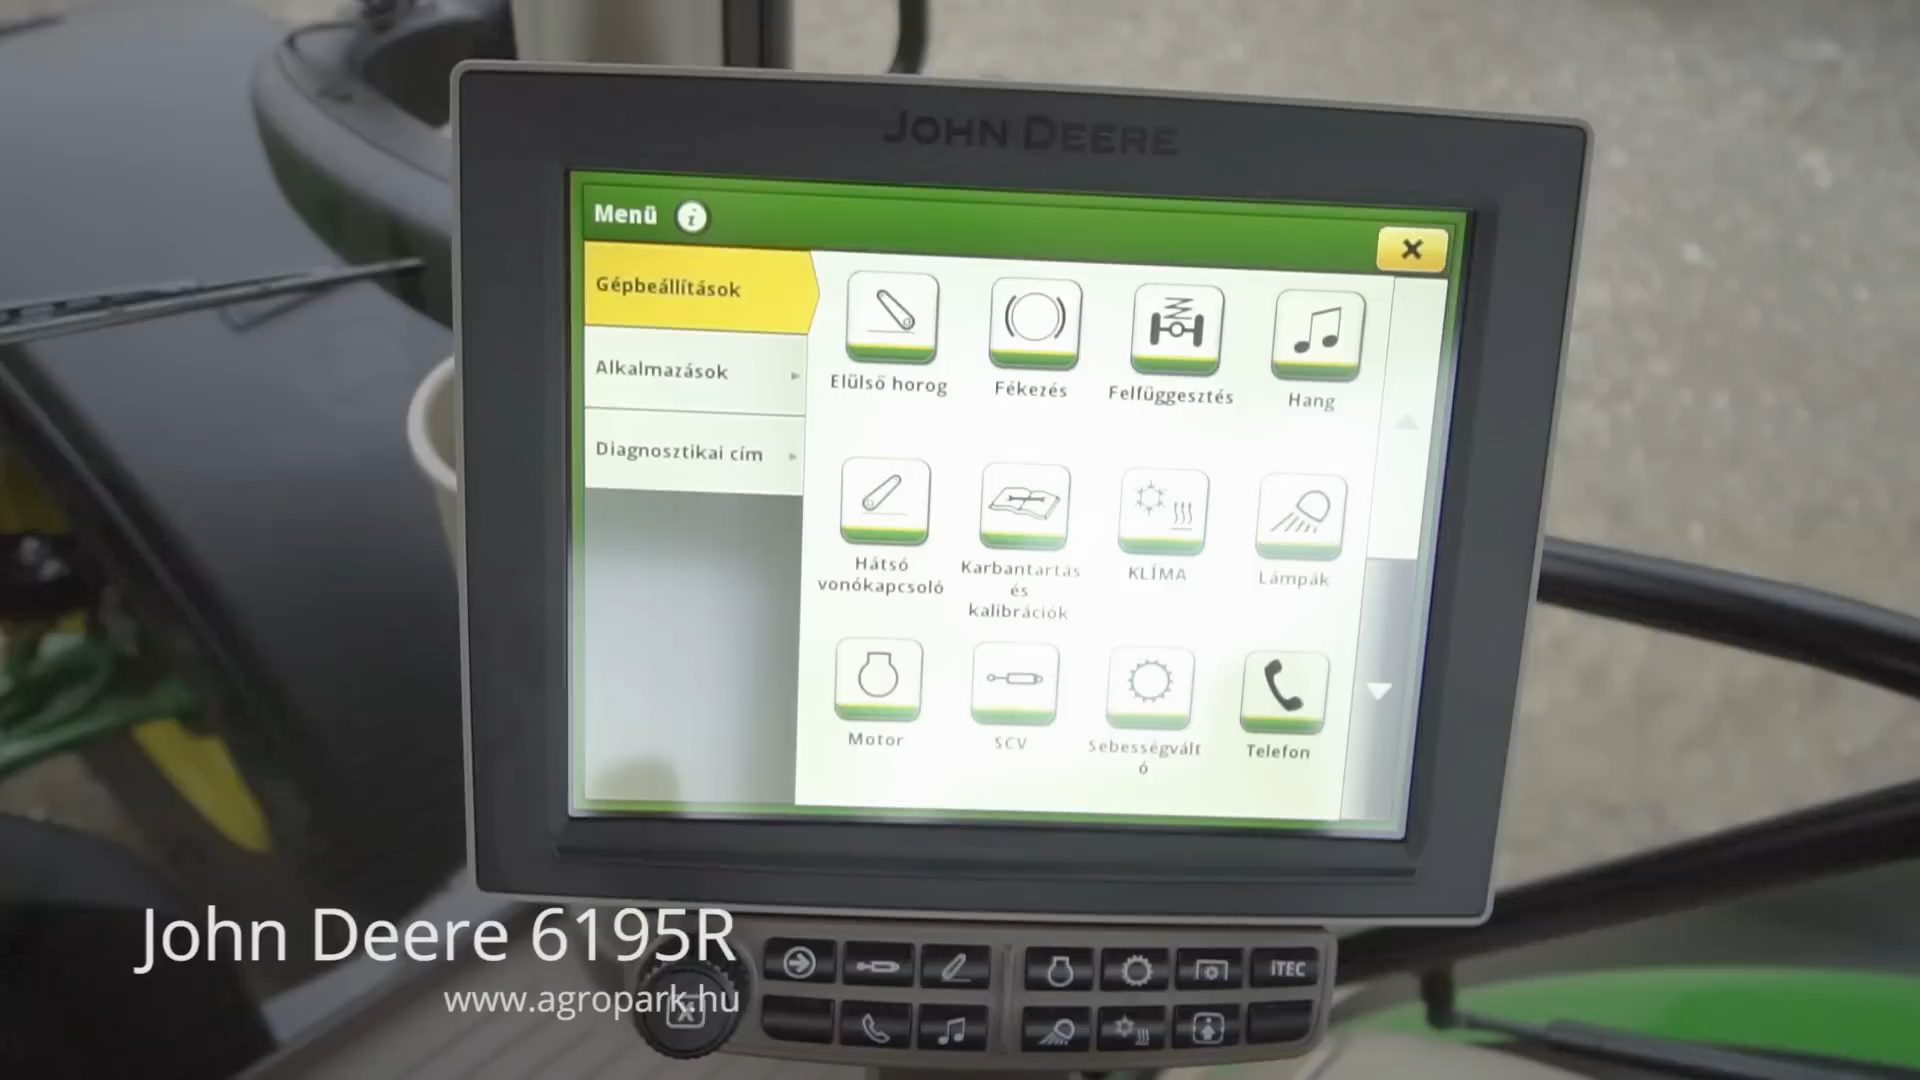 JOHN DEERE
Menü
Gépbeállítások
Alkalmazások
Diagnosztikai cím
Elülső horog
Fékezés
Felfüggesztés
Hang
Hátsó
vonókapcsoló
Karbantartás
és
kalibrációk
KLÍMA
Lámpák
Motor
SCV
Sebességvált
ó
Telefon
John Deere 6195R
www.agropark.hu
iTEC